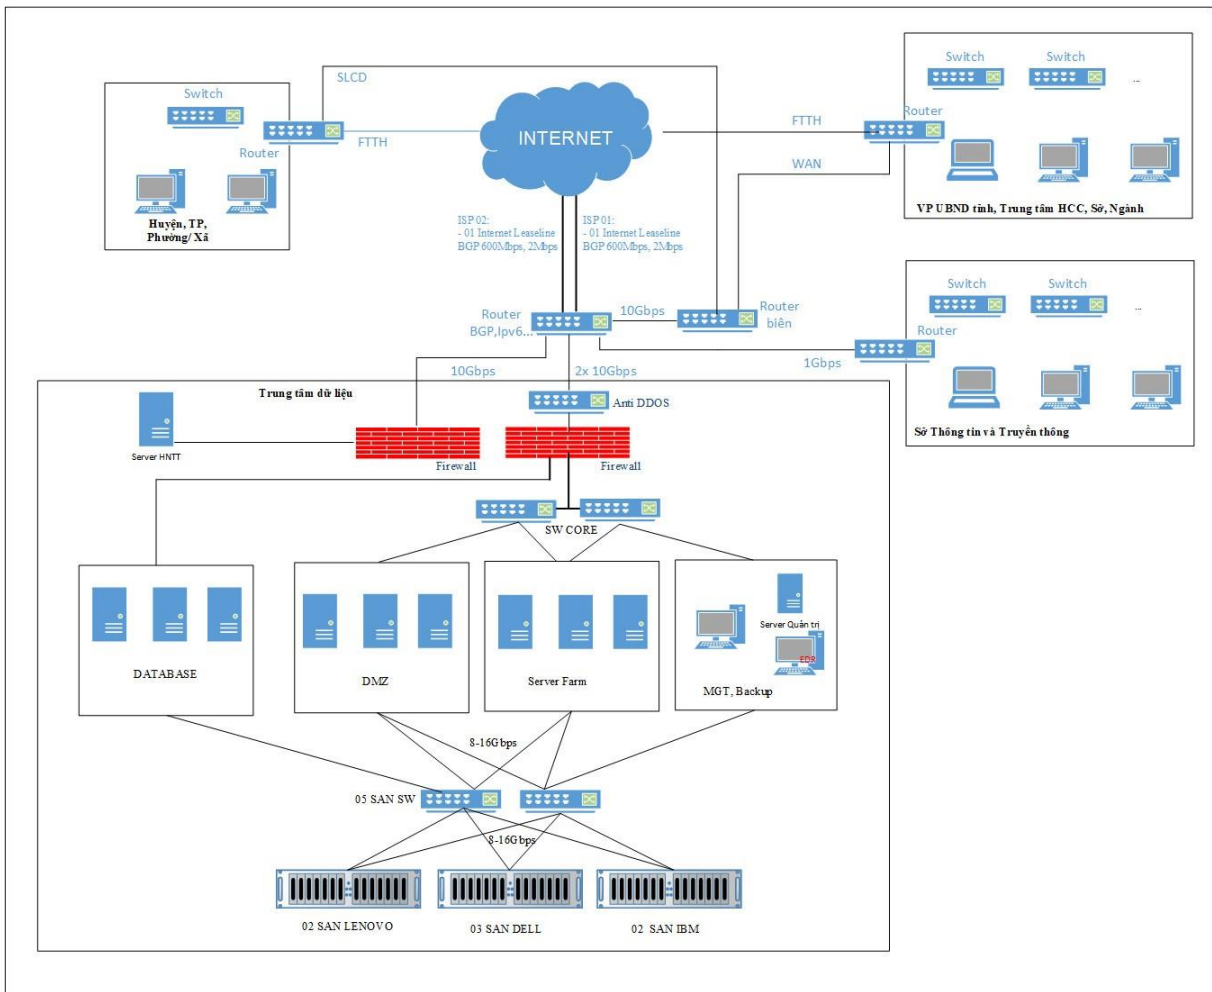 SLCD
Switch
Router
FTTH
Huyện, TP,
Phường/ Xã
INTERNET
FTTH
WAN
Switch
Switch
...
Router
VP UBND tỉnh, Trung tâm HCC, Sở, Ngành
ISP 02:
- 01 Internet Leaseline
BGP 600Mbps, 2Mbps
ISP 01:
- 01 Internet Leaseline
BGP 600Mbps, 2Mbps
Router
BGP,Ipv6...
10Gbps
Router
biên
Switch
Switch
...
Router
1Gbps
Sở Thông tin và Truyền thông
10Gbps
2x 10Gbps
Trung tâm dữ liệu
Anti DDOS
Server HNTT
Firewall
Firewall
SW CORE
DATABASE
DMZ
Server Farm
Server Quản trị
EDR
MGT, Backup
8-16Gbps
05 SAN SW
8-16Gbps
02 SAN LENOVO
03 SAN DELL
02 SAN IBM